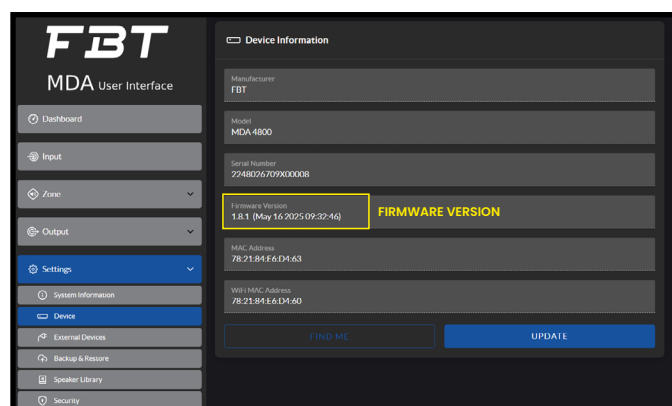 FBT
MDA User Interface
Dashboard
Input
Zone
Output
Settings
System Information
Device
External Devices
Backup & Restore
Speaker Library
Security
Device Information
Manufacturer
FBT
Model
MDA 4800
Serial Number
2248026709X00008
Firmware Version
1.8.1 (May 16 2025 09:32:46)
FIRMWARE VERSION
MAC Address
78:21:84:E6:D4:63
WiFi MAC Address
78:21:84:E6:D4:60
FIND ME
UPDATE